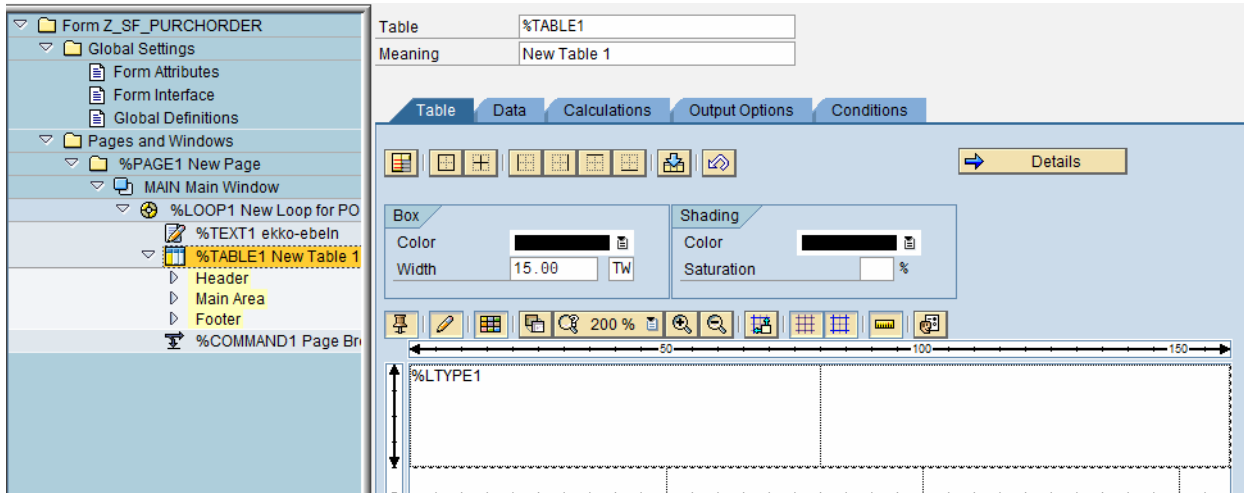 Form Z_SF_PURCHORDER
Global Settings
Form Attributes
Form Interface
Global Definitions
Pages and Windows
%PAGE1 New Page
MAIN Main Window
%LOOP1 New Loop for PO
%TEXT1 ekko-ebeln
%TABLE1 New Table 1
Header
Main Area
Footer
%COMMAND1 Page Bre
Table %TABLE1
Meaning New Table 1
Table Data Calculations Output Options Conditions
Details
Box Shading
Color Color
Width 15.00 TW Saturation %
200 %
50 100 150
%LTYPE1